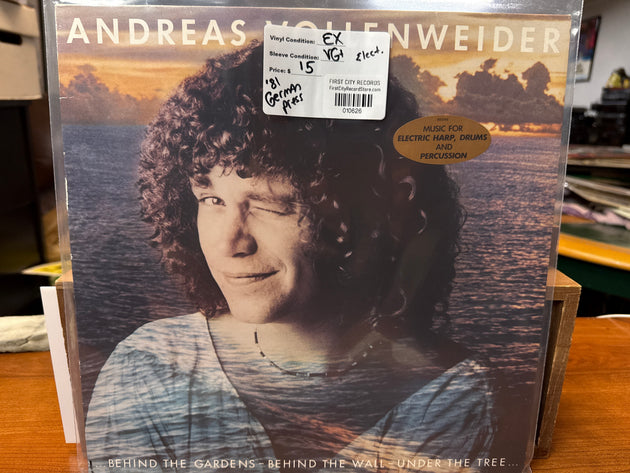 ANDREAS VOLLENWEIDER
Vinyl Condition: EX
Sleeve Condition: VG+
Elect.
Price: $ 15
'81
German
press
FIRST CITY RECORDS
FirstCityRecordStore.com
010626
MUSIC FOR
ELECTRIC HARP, DRUMS
AND
PERCUSSION
...BEHIND THE GARDENS – BEHIND THE WALL – UNDER THE TREE...